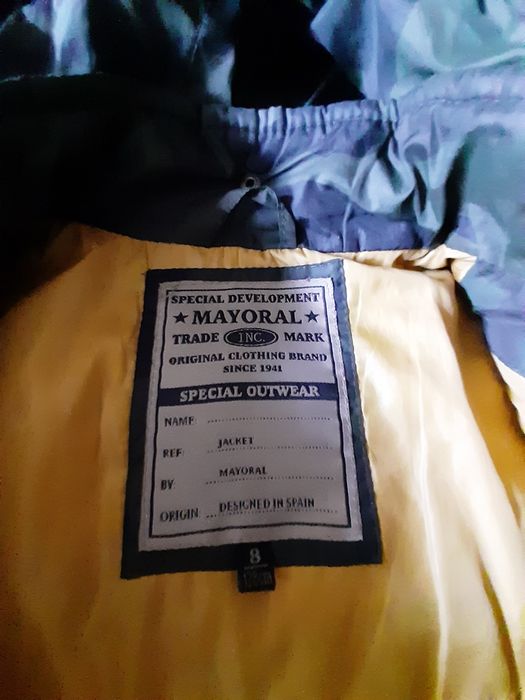 SPECIAL DEVELOPMENT
★ MAYORAL ★
TRADE INC. MARK
ORIGINAL CLOTHING BRAND
SINCE 1941
SPECIAL OUTWEAR
NAME:
REF: JACKET
BY: MAYORAL
ORIGIN: DESIGNED IN SPAIN
8